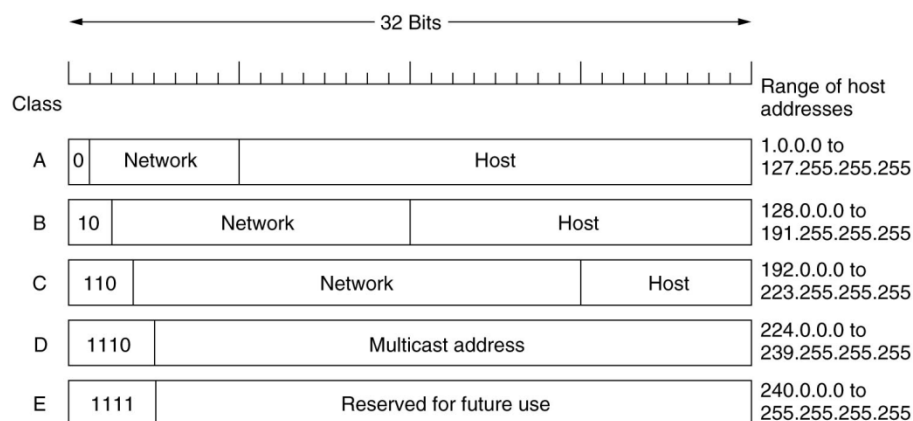 32 Bits
Class
Range of host
addresses
A
0
Network
Host
1.0.0.0 to
127.255.255.255
B
10
Network
Host
128.0.0.0 to
191.255.255.255
C
110
Network
Host
192.0.0.0 to
223.255.255.255
D
1110
Multicast address
224.0.0.0 to
239.255.255.255
E
1111
Reserved for future use
240.0.0.0 to
255.255.255.255